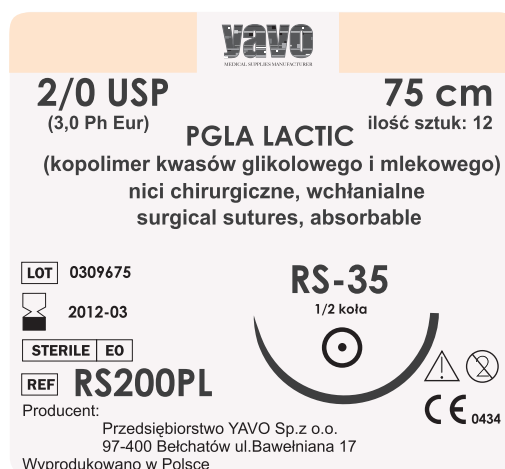 yavo
MEDICAL SUPPLIES MANUFACTURER
2/0 USP
75 cm
(3,0 Ph Eur)
ilość sztuk: 12
PGLA LACTIC
(kopolimer kwasów glikolowego i mlekowego)
nici chirurgiczne, wchłanialne
surgical sutures, absorbable
LOT 0309675
RS-35
1/2 koła
2012-03
STERILE EO
REF RS200PL
2
CE 0434
Producent:
Przedsiębiorstwo YAVO Sp.z o.o.
97-400 Bełchatów ul.Bawełniana 17
Wyprodukowano w Polsce